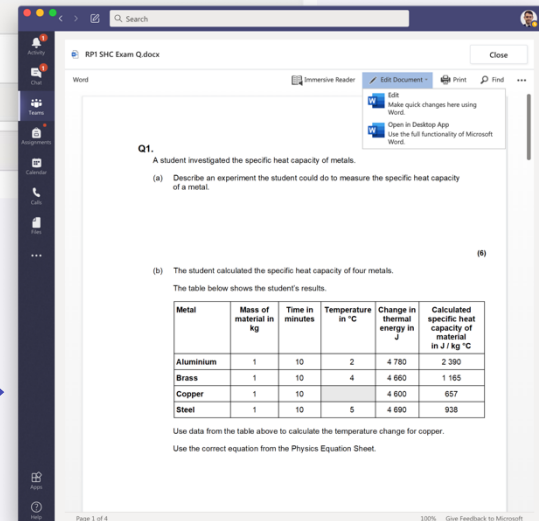 Search
1
Activity
1
Chat
Teams
Assignments
Calendar
Calls
Files
Apps
Help
RP1 SHC Exam Q.docx
Close
Word
Immersive Reader
Edit Document
Print
Find
Edit
Make quick changes here using
Word.
Open in Desktop App
Use the full functionality of Microsoft
Word.
Q1.
A student investigated the specific heat capacity of metals.
(a) Describe an experiment the student could do to measure the specific heat capacity
of a metal.
(6)
(b) The student calculated the specific heat capacity of four metals.
The table below shows the student's results.
Metal Mass of material in kg Time in minutes Temperature in °C Change in thermal energy in J Calculated specific heat capacity of material in J / kg °C
Aluminium 1 10 2 4 780 2 390
Brass 1 10 4 4 660 1 165
Copper 1 10 4 600 657
Steel 1 10 5 4 690 938
Use data from the table above to calculate the temperature change for copper.
Use the correct equation from the Physics Equation Sheet.
Page 1 of 4
100% Give Feedback to Microsoft